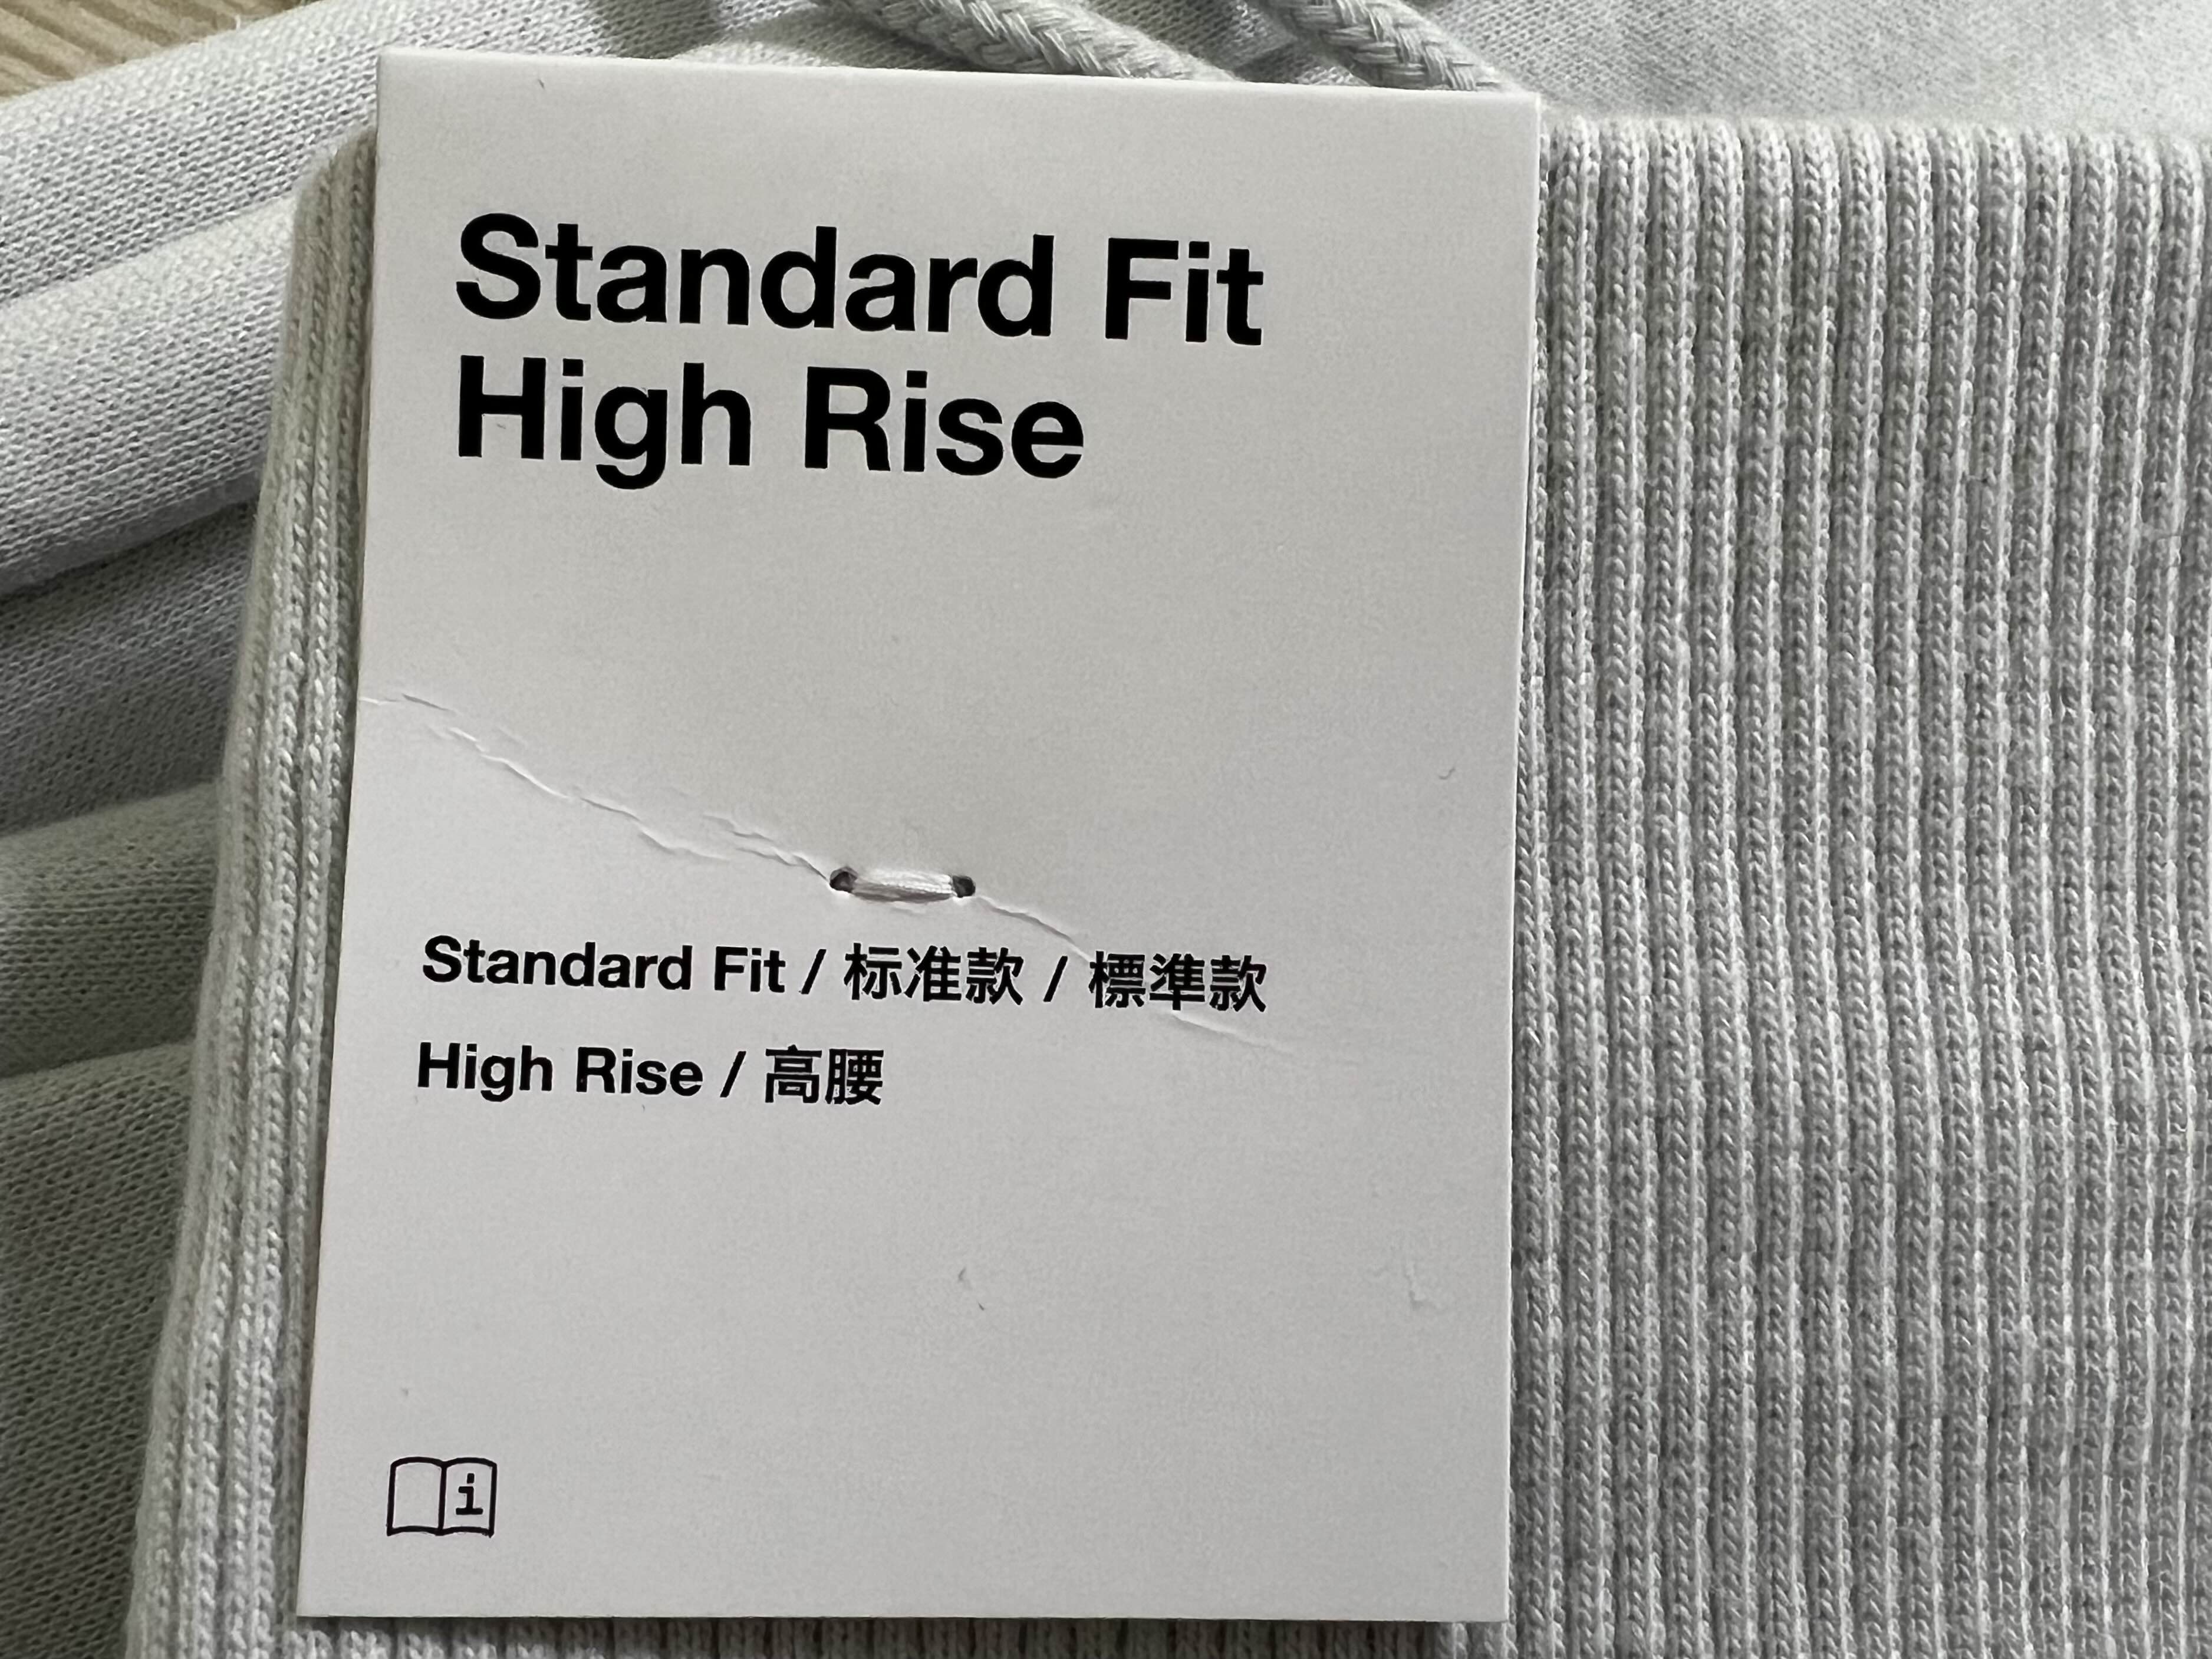 Standard Fit
High Rise
Standard Fit / 标准款 / 標準款
High Rise / 高腰
i